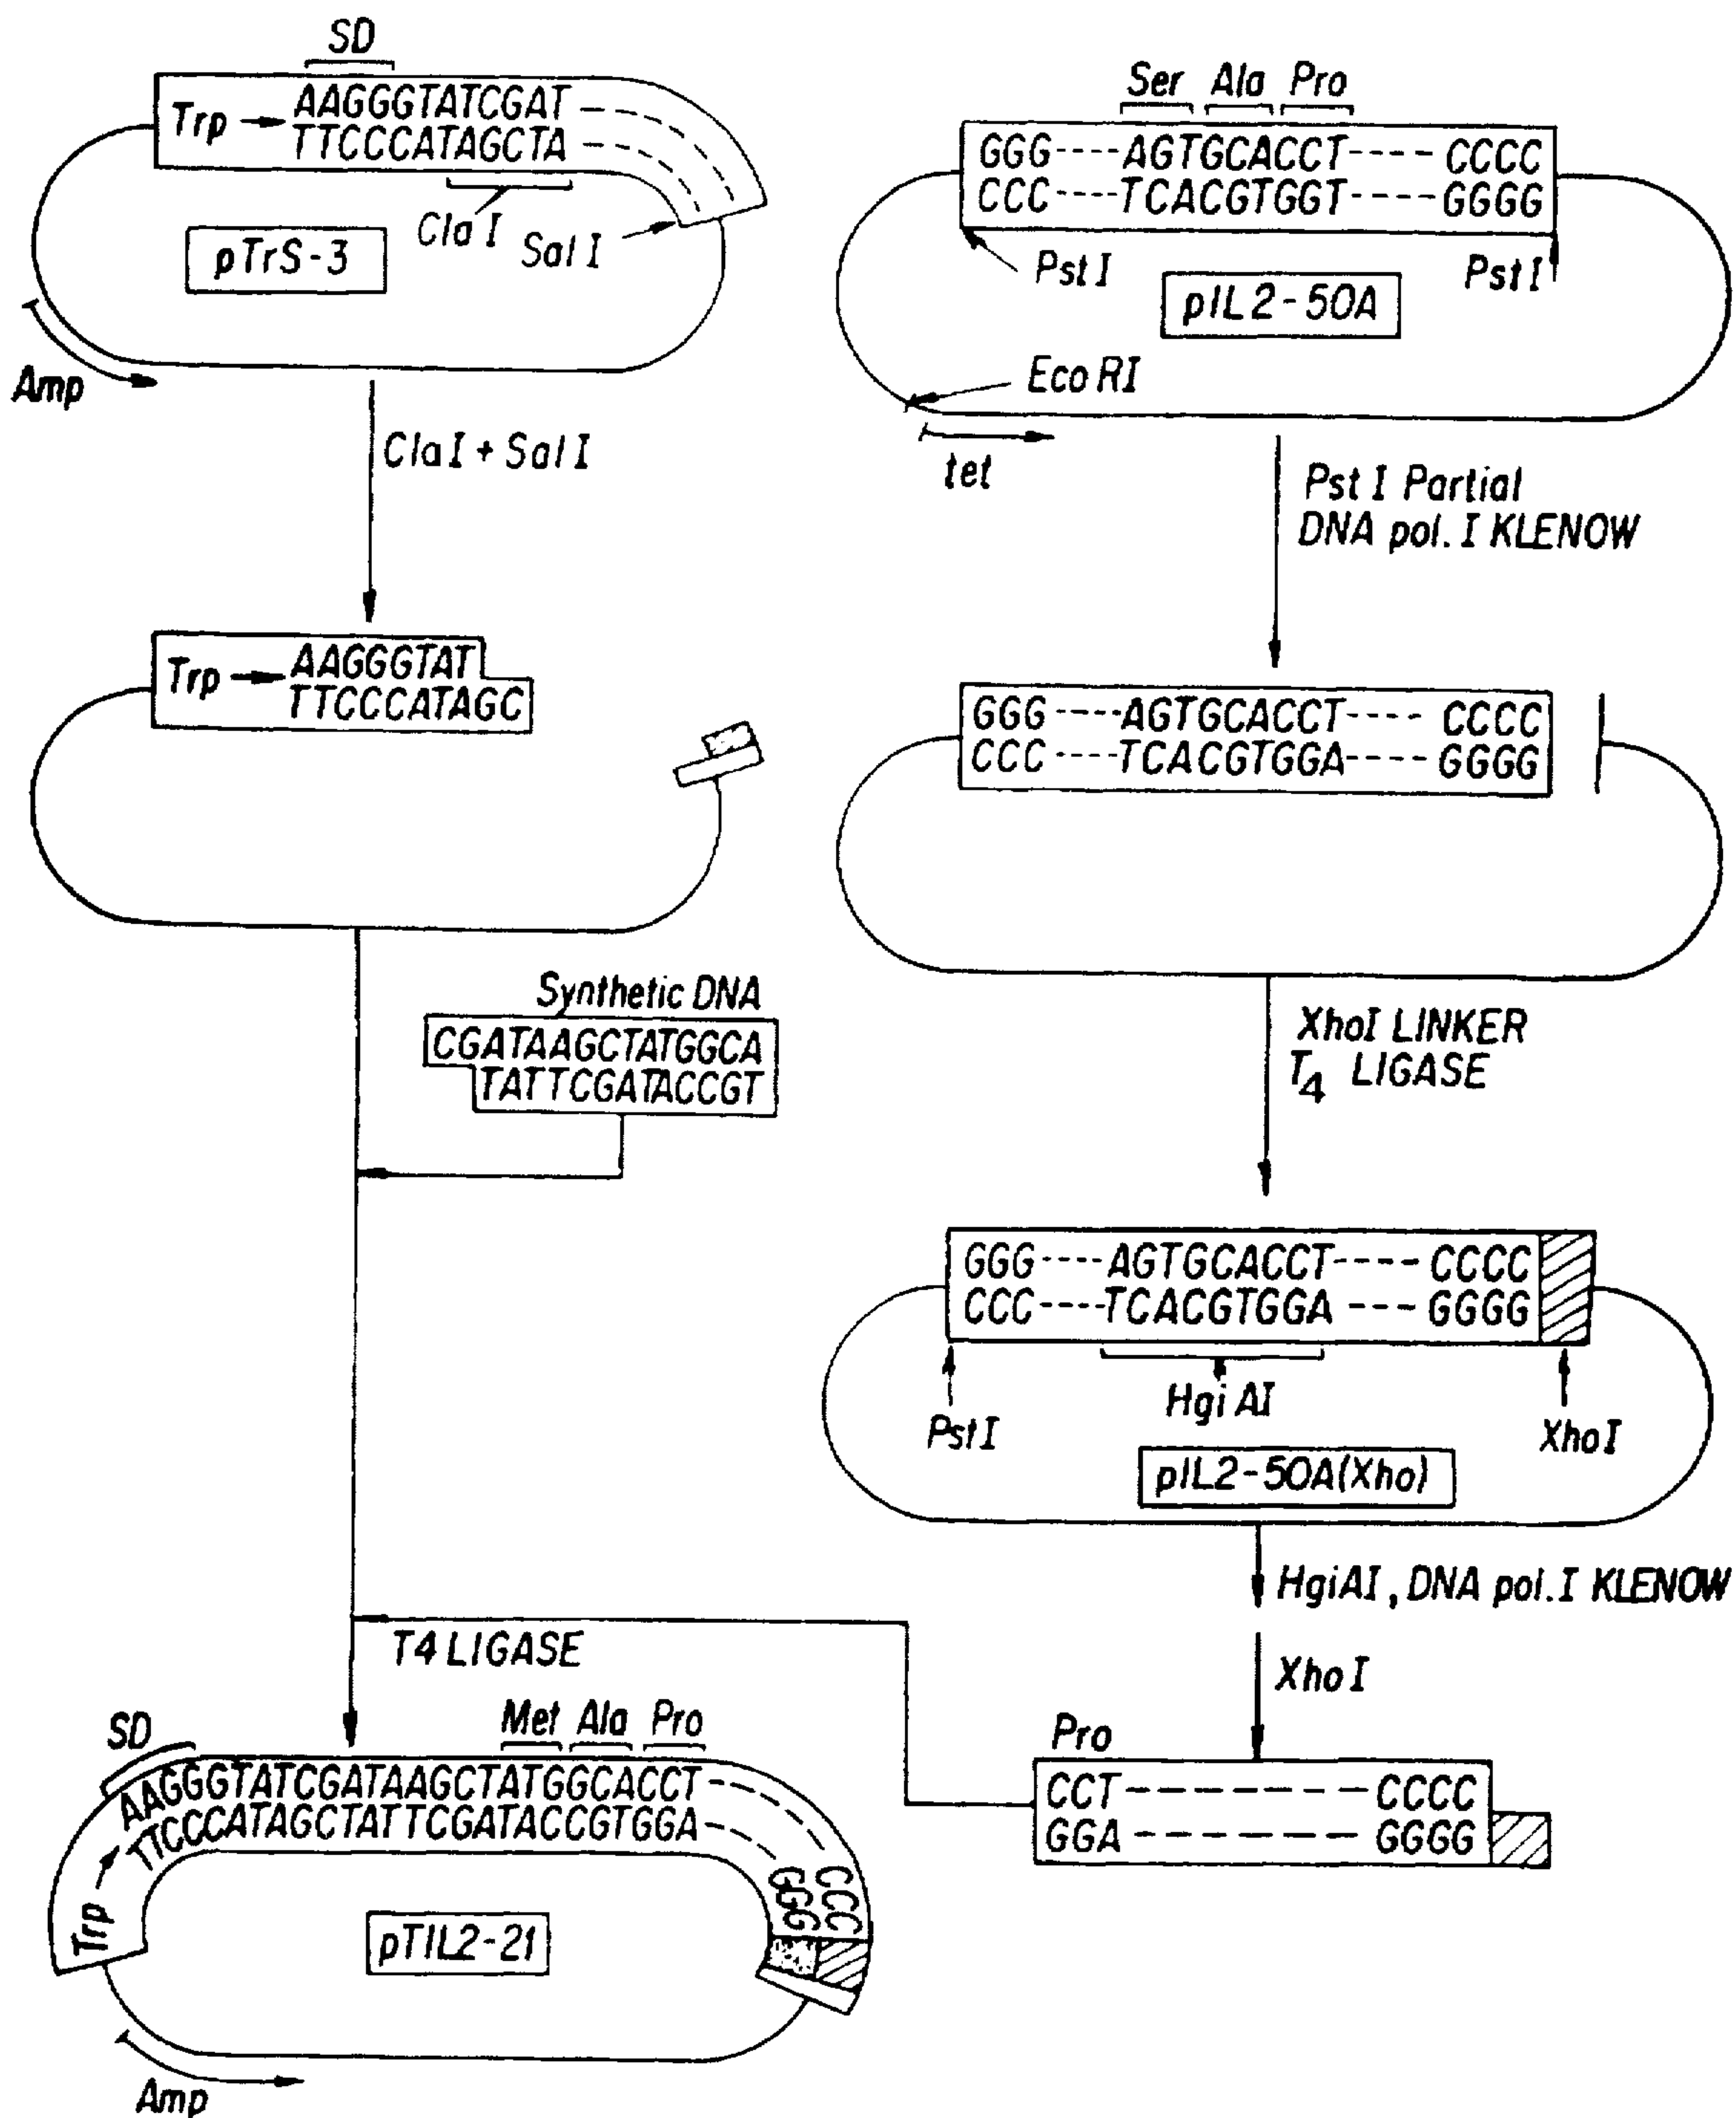 SD
Trp → AAGGGTATCGAT ---
TTCCCATAGCTA ---
Cla I
Sal I
pTrS-3
Amp
Ser Ala Pro
GGG----AGTGCACCT---- CCCC
CCC----TCACGTGGT---- GGGG
Pst I
Pst I
pIL2-50A
Eco RI
tet
Cla I + Sal I
Pst I Partial
DNA pol. I KLENOW
Trp → AAGGGTAT
TTCCCATAGC
GGG----AGTGCACCT---- CCCC
CCC----TCACGTGGA---- GGGG
Synthetic DNA
CGATAAGCTATGGCA
TATTCGATACCGT
XhoI LINKER
T4 LIGASE
GGG----AGTGCACCT---- CCCC
CCC----TCACGTGGA --- GGGG
Pst I
Hgi AI
Xho I
pIL2-50A(Xho)
HgiAI, DNA pol. I KLENOW
Xho I
T4 LIGASE
Pro
CCT------- CCCC
GGA ------- GGGG
SD
Met Ala Pro
Trp → AAGGGTATCGATAAGCTATGGCACCT--- CCC
TTCCCATAGCTATTCGATACCGTGGA--- GGG
pTIL2-21
Amp